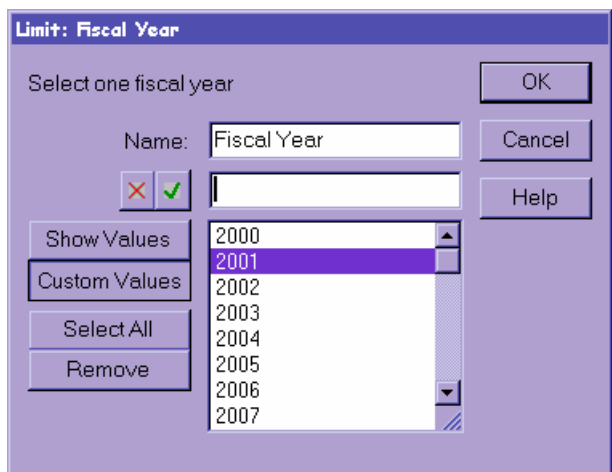 Limit: Fiscal Year
Select one fiscal year
OK
Name: Fiscal Year
Cancel
Help
Show Values
Custom Values
Select All
Remove
2000
2001
2002
2003
2004
2005
2006
2007